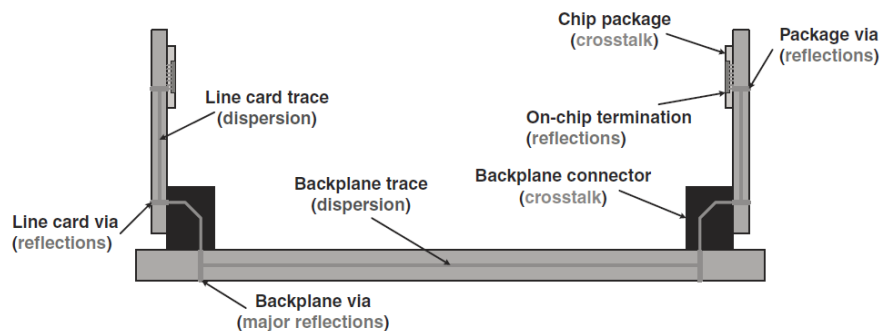 Chip package
(crosstalk)
Package via
(reflections)
Line card trace
(dispersion)
On-chip termination
(reflections)
Backplane trace
(dispersion)
Backplane connector
(crosstalk)
Line card via
(reflections)
Backplane via
(major reflections)